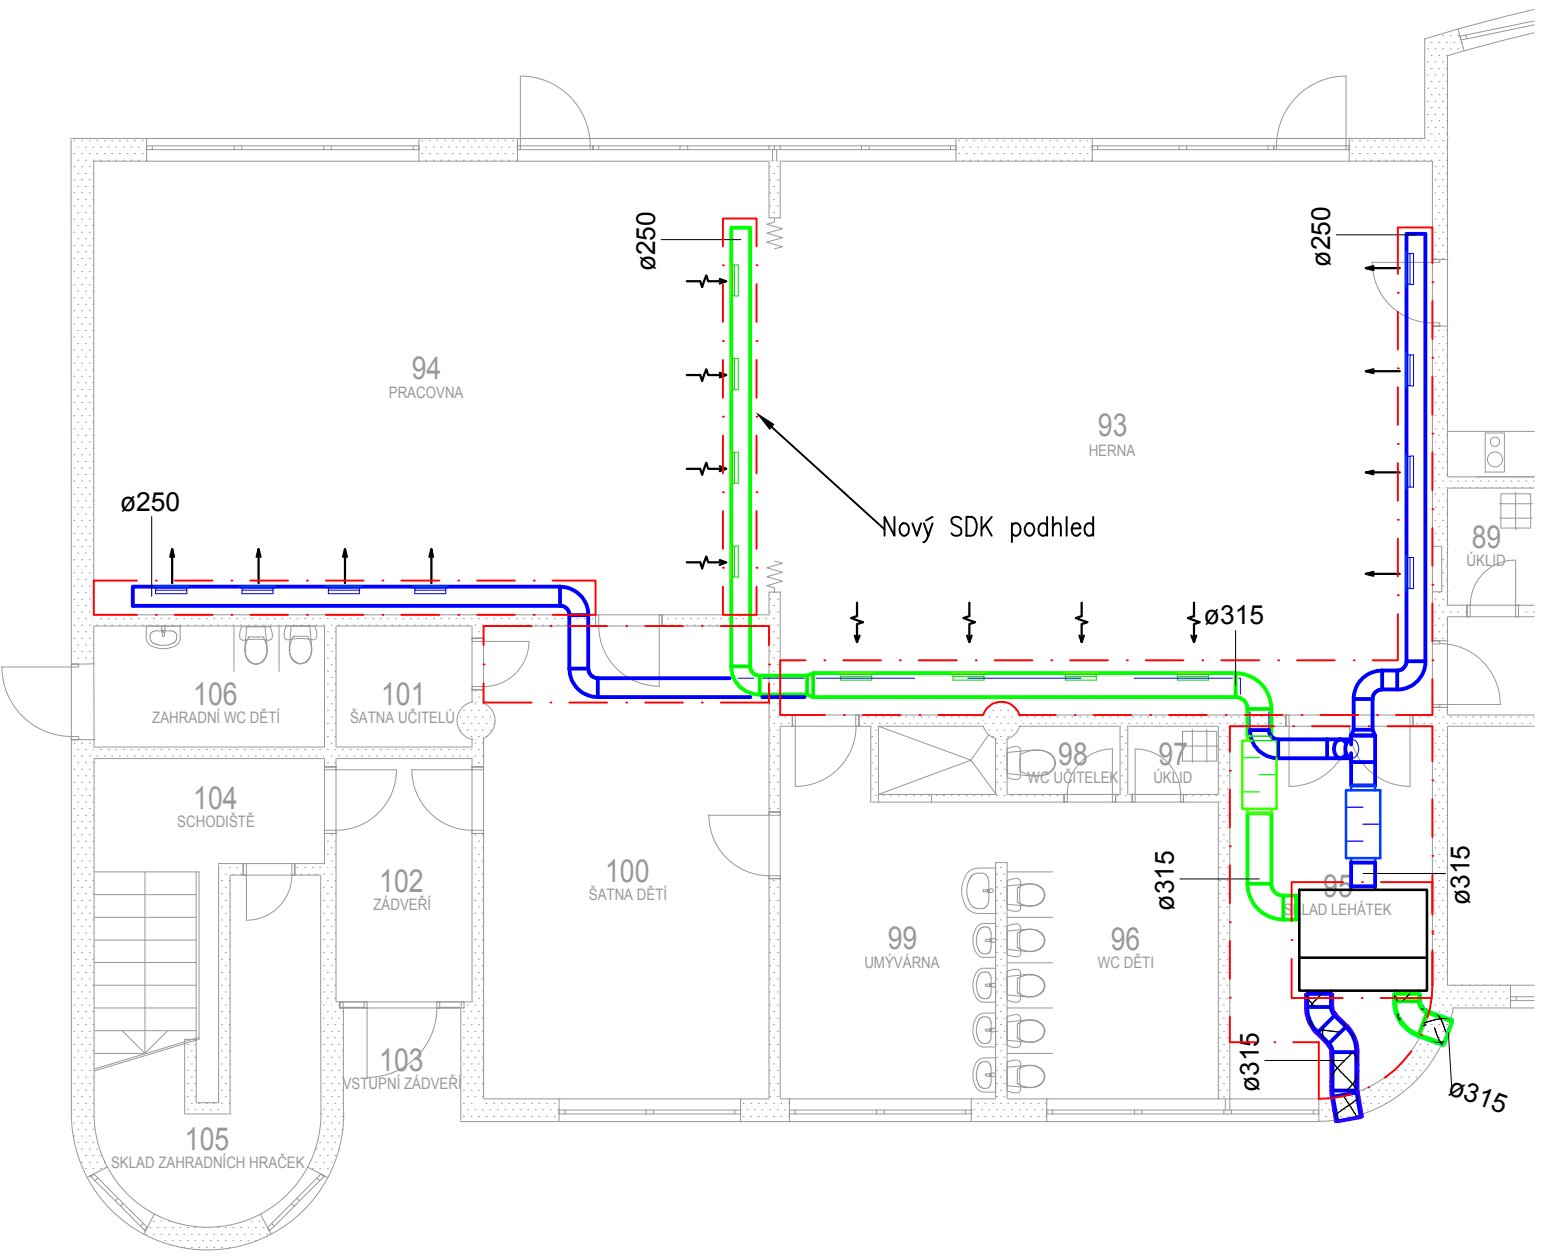 ø250
ø250
94
PRACOVNA
93
HERNA
ø250
Nový SDK podhled
89
ÚKLID
ø315
106
ZAHRADNÍ WC DĚTÍ
101
ŠATNA UČITELŮ
98
WC UČITELEK
97
ÚKLID
104
SCHODIŠTĚ
100
ŠATNA DĚTÍ
102
ZÁDVEŘÍ
ø315
95
SKLAD LEHÁTEK
ø315
99
UMÝVÁRNA
96
WC DĚTI
103
VSTUPNÍ ZÁDVEŘÍ
ø315
ø315
105
SKLAD ZAHRADNÍCH HRAČEK